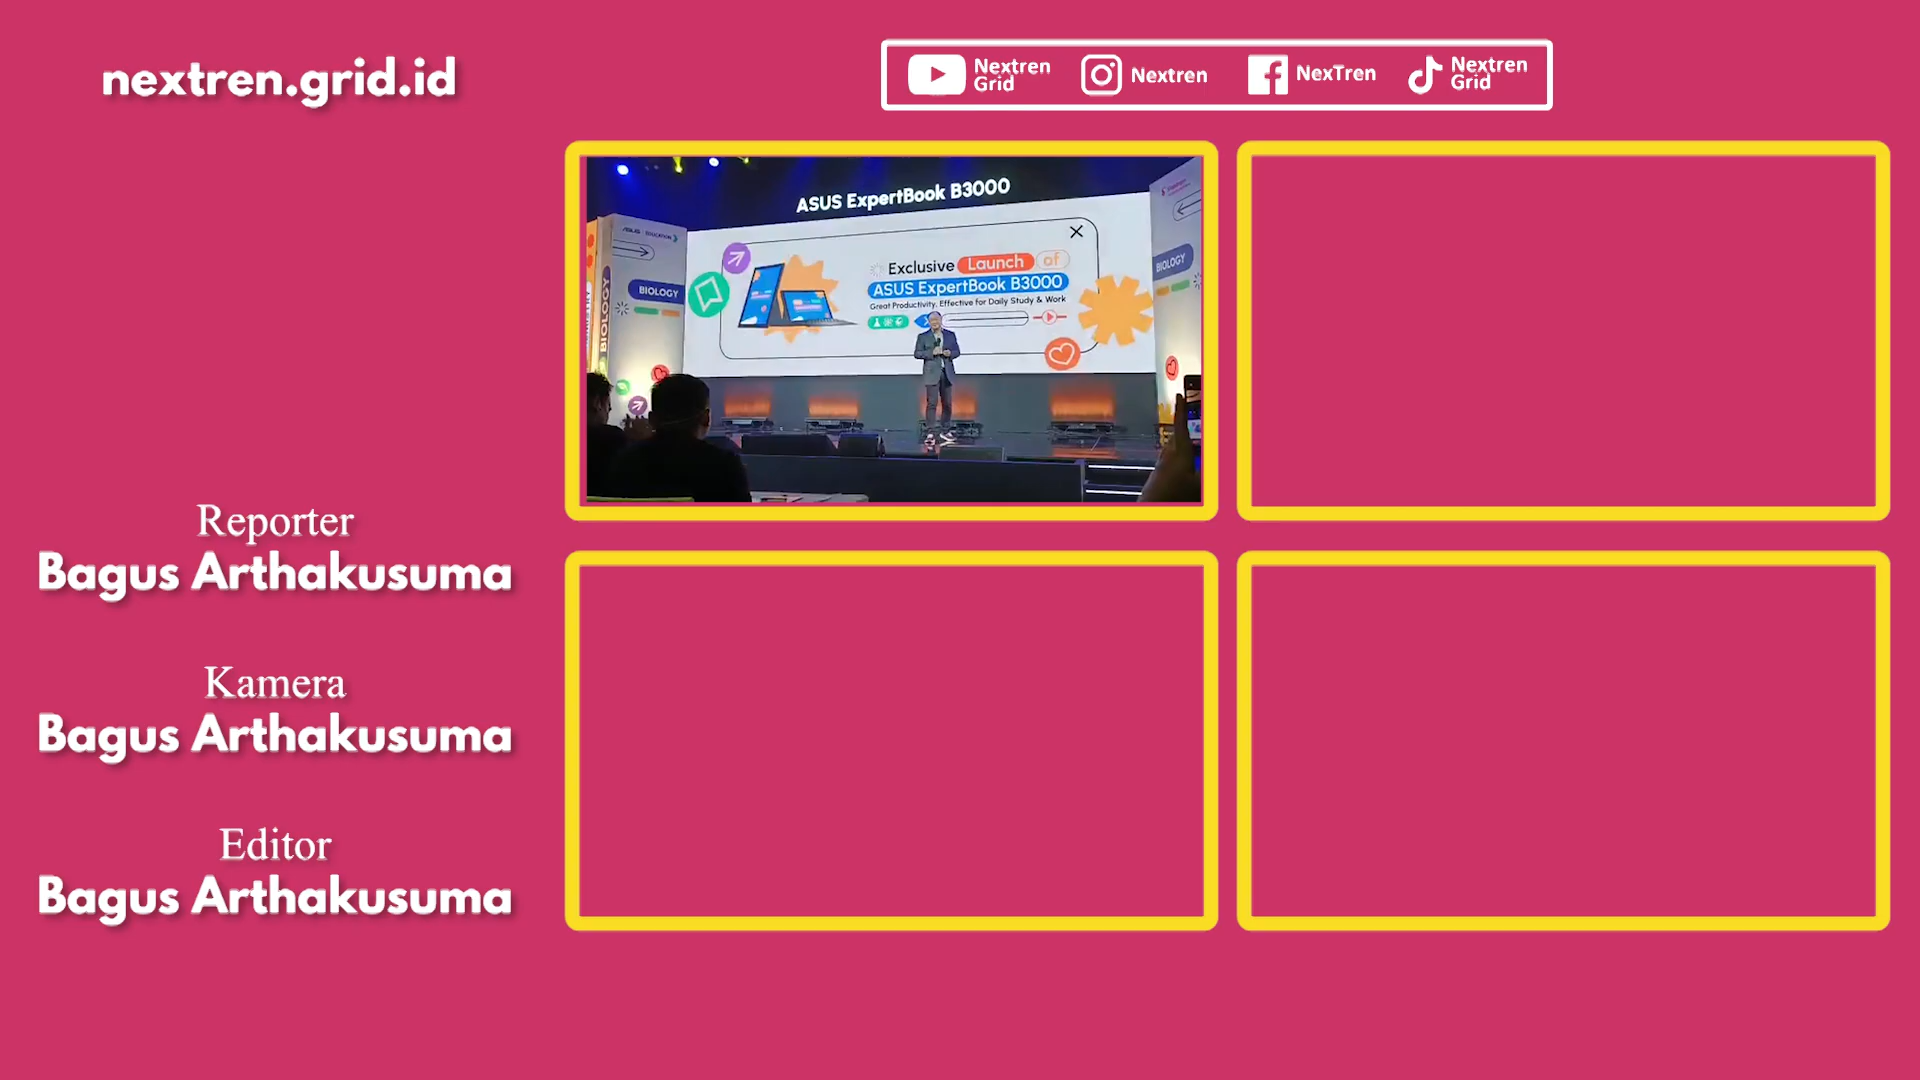 nextren.grid.id
Nextren
Grid
Nextren
NexTren
Nextren
Grid
ASUS ExpertBook B3000
Exclusive Launch of
ASUS ExpertBook B3000
Great Productivity, Effective for Daily Study & Work
BIOLOGY
BIOLOGY
BIOLOGY
Reporter
Bagus Arthakusuma
Kamera
Bagus Arthakusuma
Editor
Bagus Arthakusuma